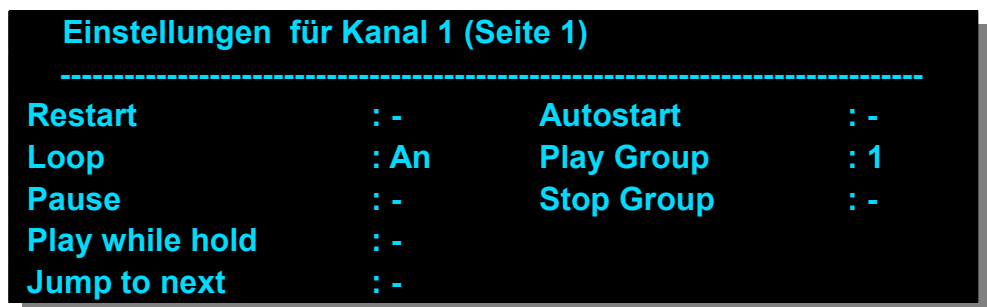 Einstellungen für Kanal 1 (Seite 1)
--------------------------------------------------------------------------------
Restart : - Autostart : -
Loop : An Play Group : 1
Pause : - Stop Group : -
Play while hold : -
Jump to next : -